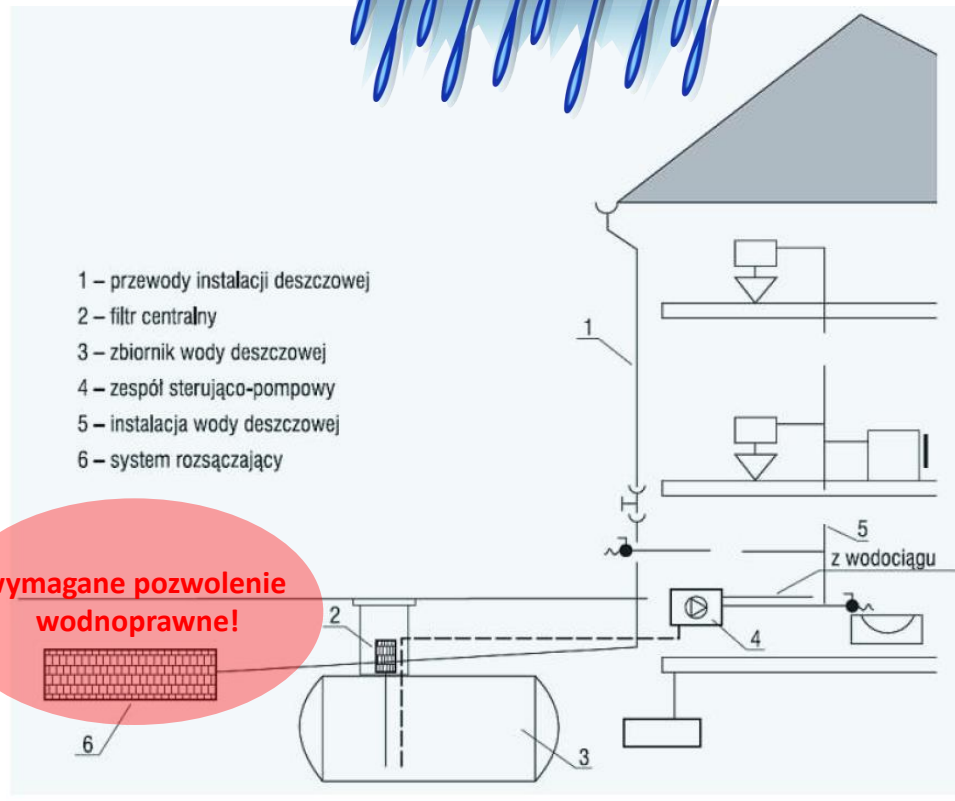 1 – przewody instalacji deszczowej
2 – filtr centralny
3 – zbiornik wody deszczowej
4 – zespół sterująco-pompowy
5 – instalacja wody deszczowej
6 – system rozsączający
1
5
z wodociągu
wymagane pozwolenie
wodnoprawne!
2
4
6
3